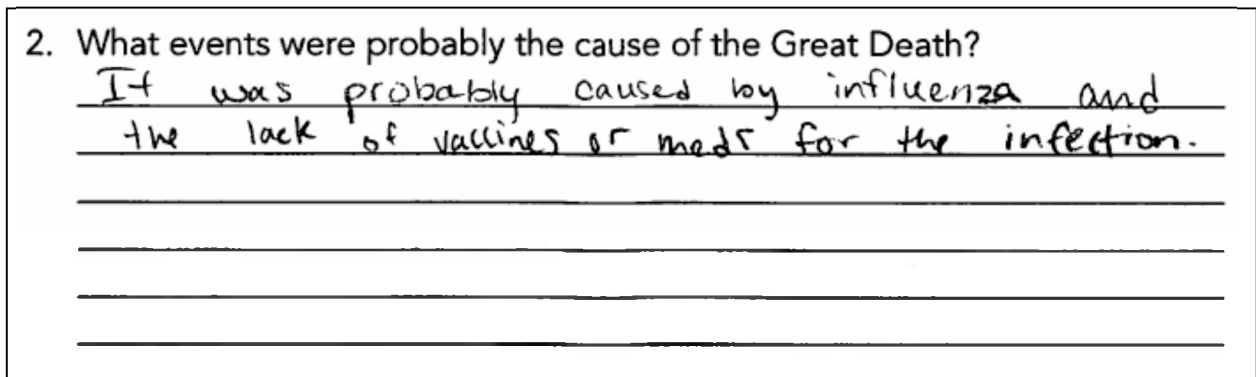 2. What events were probably the cause of the Great Death?
It was probably caused by influenza and
the lack of vaccines or meds for the infection.